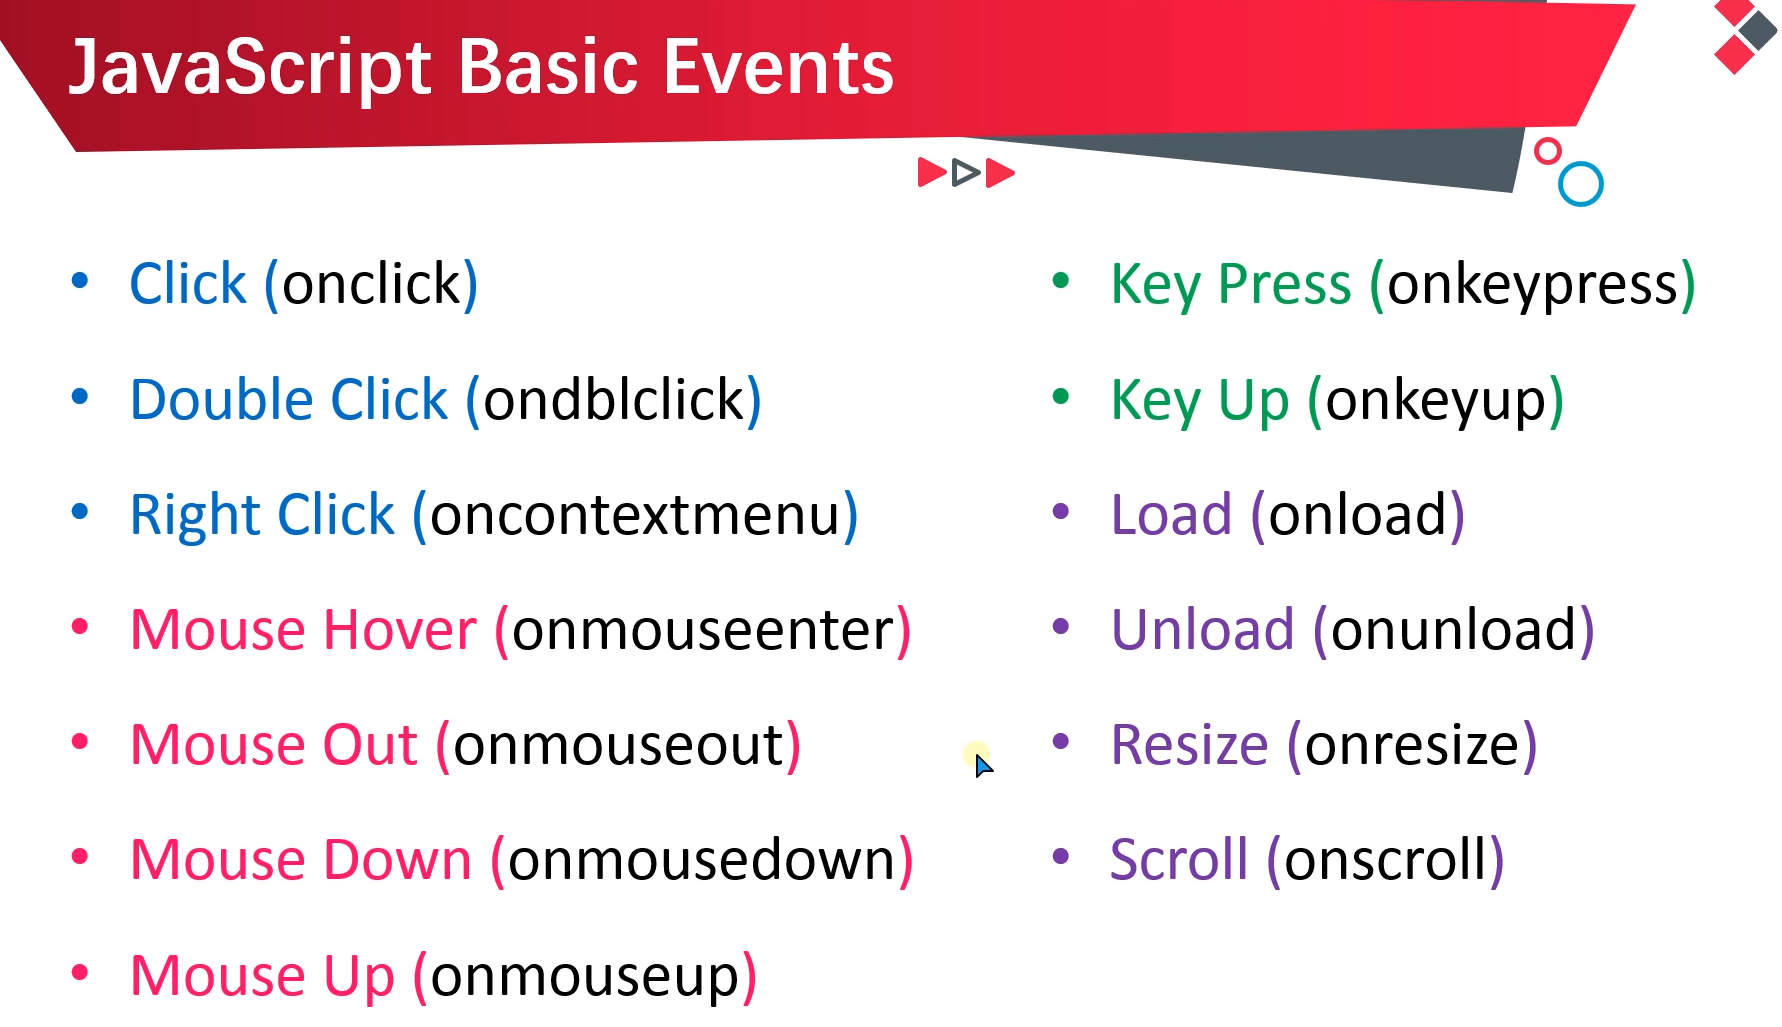 JavaScript Basic Events
• Click (onclick)
• Double Click (ondblclick)
• Right Click (oncontextmenu)
• Mouse Hover (onmouseenter)
• Mouse Out (onmouseout)
• Mouse Down (onmousedown)
• Mouse Up (onmouseup)
• Key Press (onkeypress)
• Key Up (onkeyup)
• Load (onload)
• Unload (onunload)
• Resize (onresize)
• Scroll (onscroll)